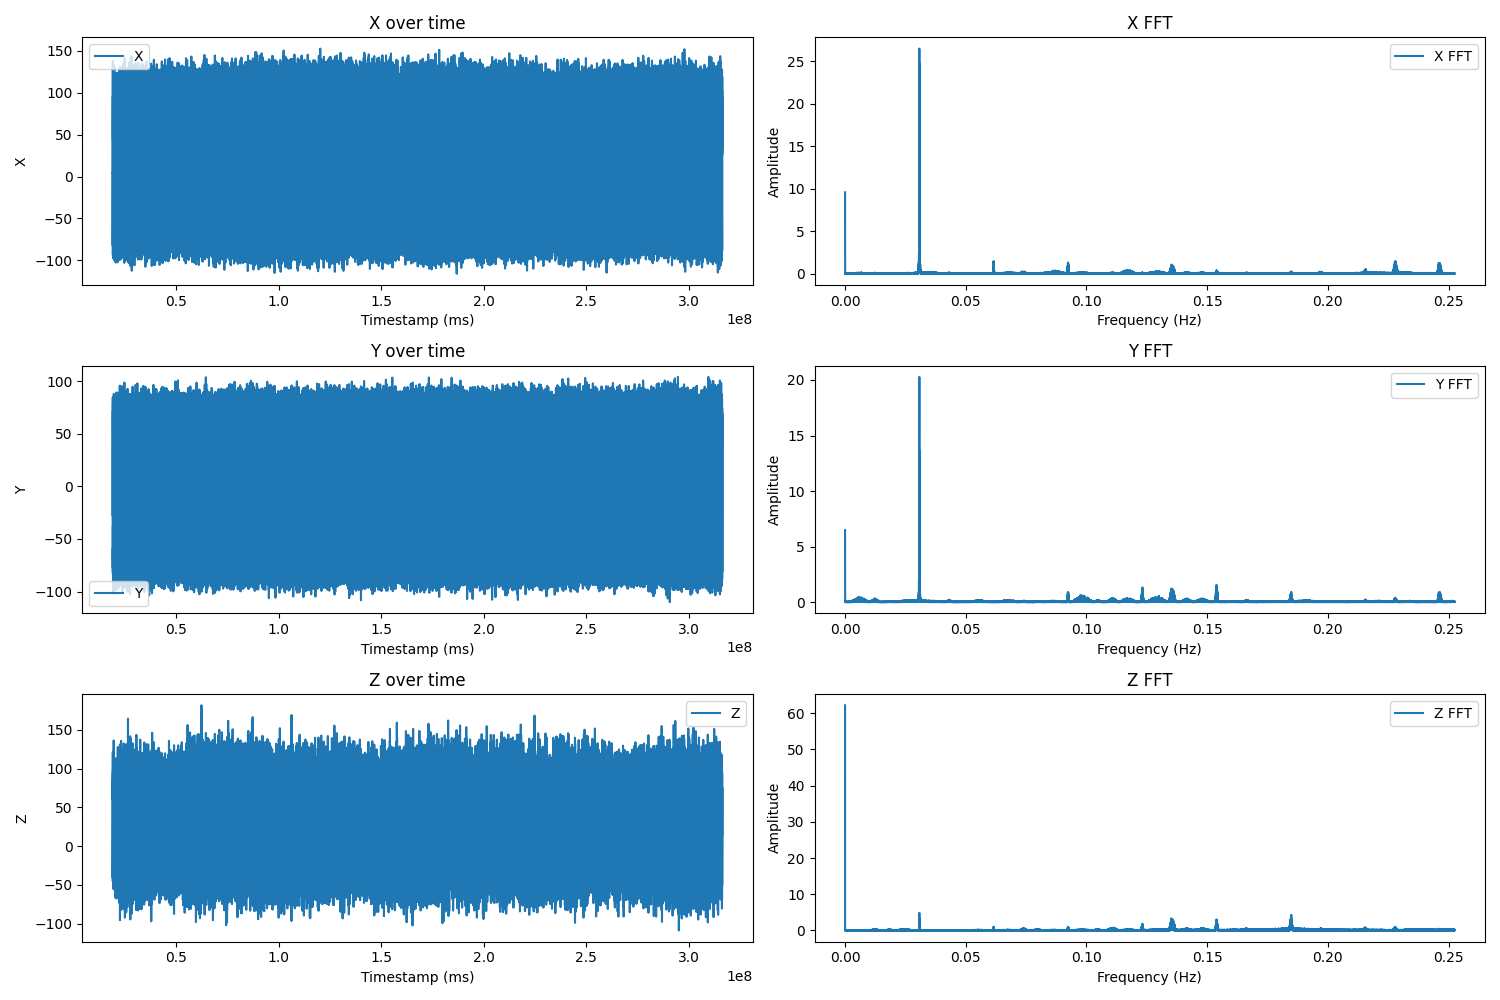 X over time
X
150
100
50
0
−50
−100
X
0.5
1.0
1.5
2.0
2.5
3.0
1e8
Timestamp (ms)
X FFT
X FFT
25
20
15
10
5
0
Amplitude
0.00
0.05
0.10
0.15
0.20
0.25
Frequency (Hz)
Y over time
100
50
0
−50
−100
Y
Y
0.5
1.0
1.5
2.0
2.5
3.0
1e8
Timestamp (ms)
Y FFT
Y FFT
20
15
10
5
0
Amplitude
0.00
0.05
0.10
0.15
0.20
0.25
Frequency (Hz)
Z over time
Z
150
100
50
0
−50
−100
Z
0.5
1.0
1.5
2.0
2.5
3.0
1e8
Timestamp (ms)
Z FFT
Z FFT
60
50
40
30
20
10
0
Amplitude
0.00
0.05
0.10
0.15
0.20
0.25
Frequency (Hz)